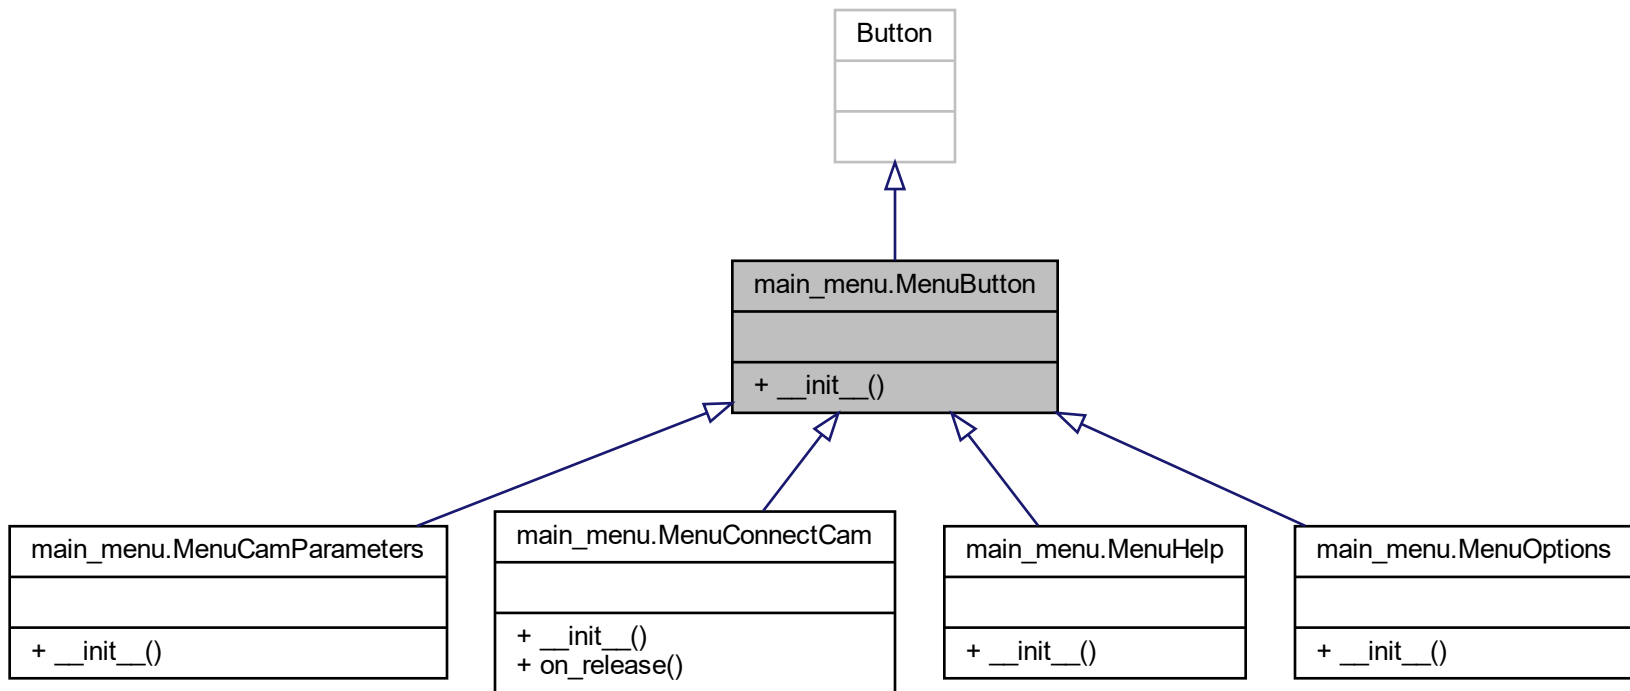 Button
main_menu.MenuButton
+ __init__()
main_menu.MenuCamParameters
+ __init__()
main_menu.MenuConnectCam
+ __init__()
+ on_release()
main_menu.MenuHelp
+ __init__()
main_menu.MenuOptions
+ __init__()